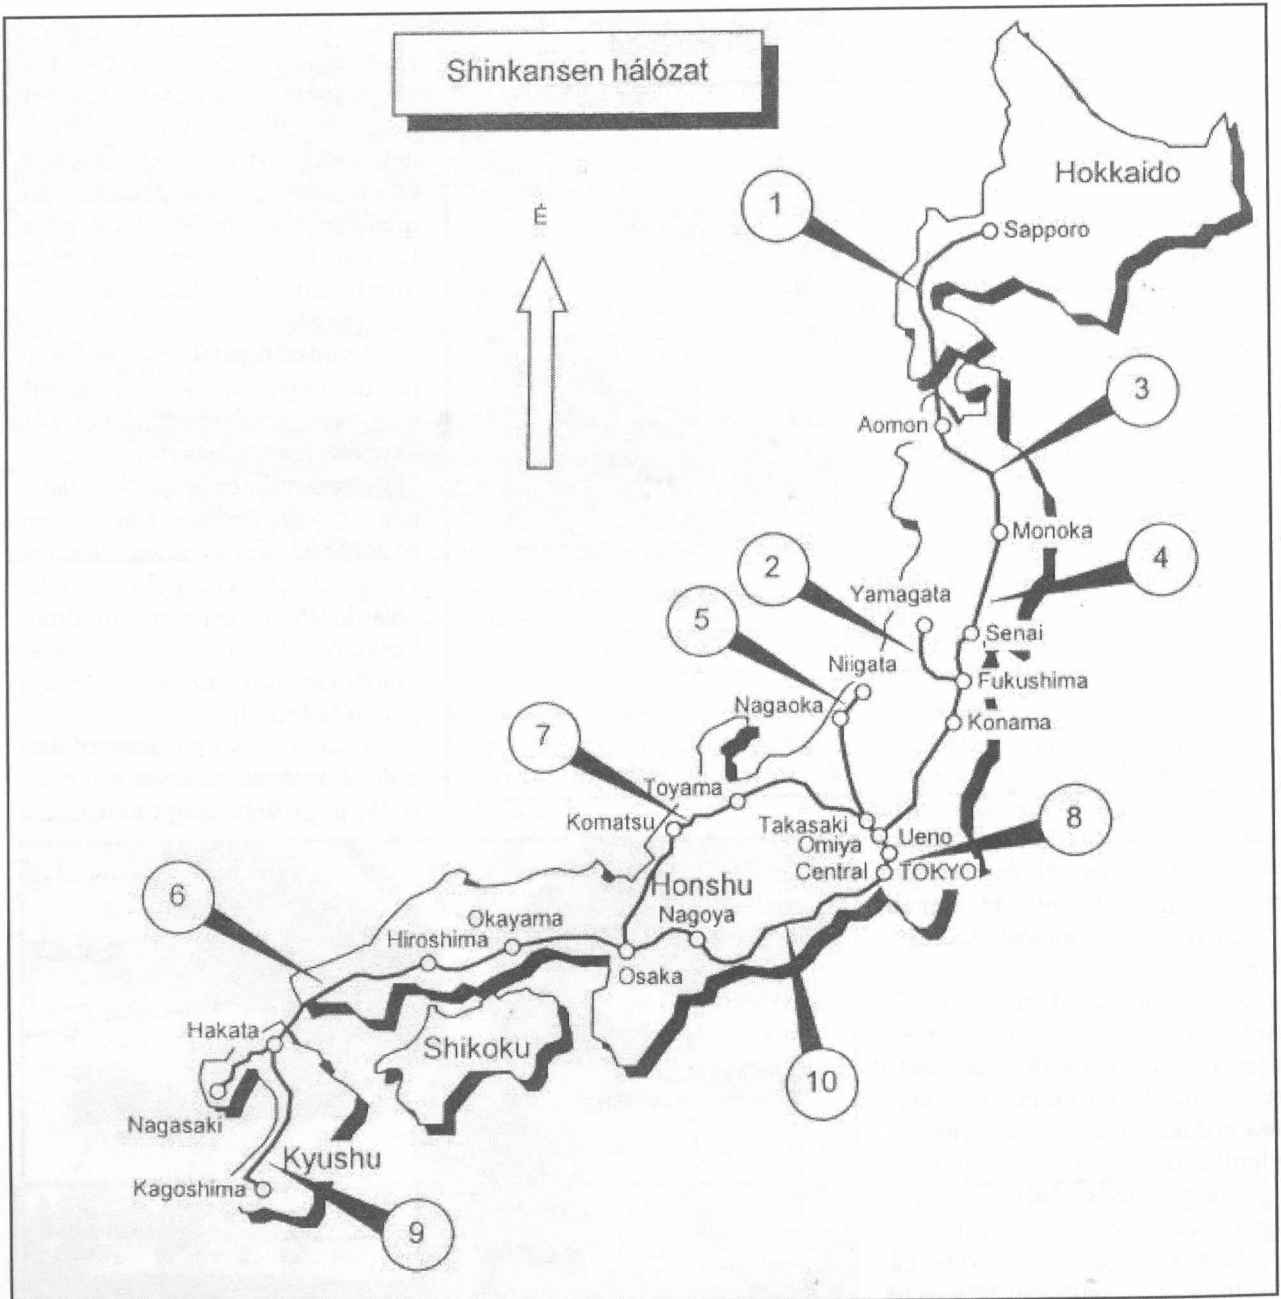 Shinkansen hálózat
Hokkaido
1
É
Sapporo
3
Aomon
Monoka
2
4
Yamagata
5
Senai
Niigata
Fukushima
Nagaoka
Konama
7
Toyama
Komatsu
Takasaki
Ueno
8
Omiya
Central
TOKYO
6
Honshu
Okayama
Nagoya
Hiroshima
Osaka
Hakata
Shikoku
10
Nagasaki
Kyushu
Kagoshima
9